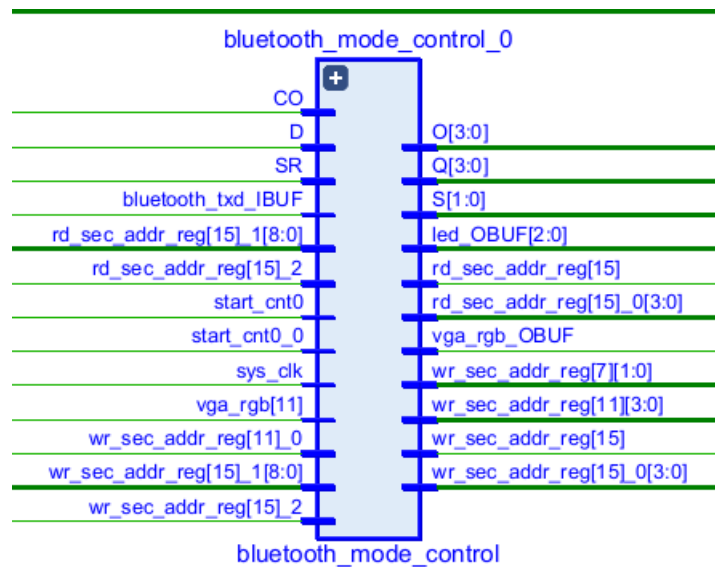 bluetooth_mode_control_0
CO
D
SR
bluetooth_txd_IBUF
rd_sec_addr_reg[15]_1[8:0]
rd_sec_addr_reg[15]_2
start_cnt0
start_cnt0_0
sys_clk
vga_rgb[11]
wr_sec_addr_reg[11]_0
wr_sec_addr_reg[15]_1[8:0]
wr_sec_addr_reg[15]_2
O[3:0]
Q[3:0]
S[1:0]
led_OBUF[2:0]
rd_sec_addr_reg[15]
rd_sec_addr_reg[15]_0[3:0]
vga_rgb_OBUF
wr_sec_addr_reg[7][1:0]
wr_sec_addr_reg[11][3:0]
wr_sec_addr_reg[15]
wr_sec_addr_reg[15]_0[3:0]
bluetooth_mode_control